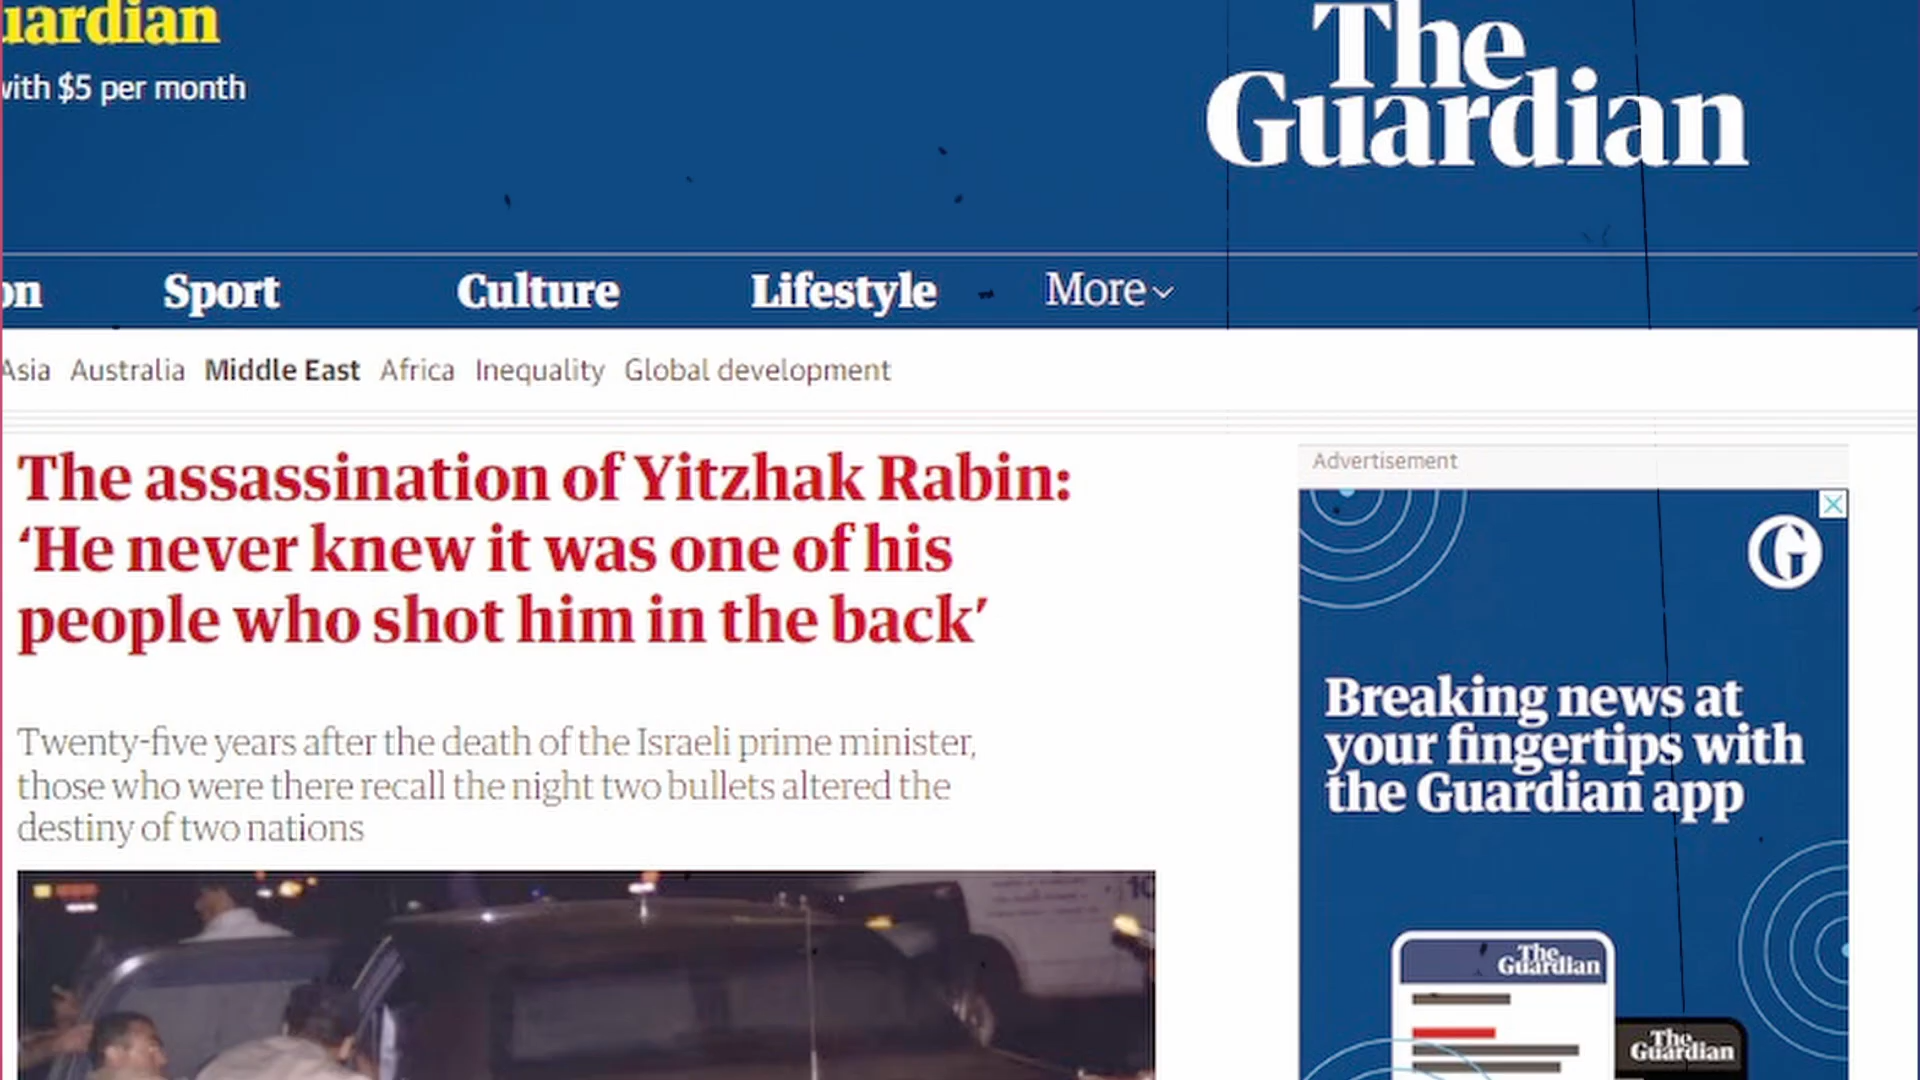 uardian
with $5 per month
The
Guardian
on Sport Culture Lifestyle More
Asia Australia Middle East Africa Inequality Global development
The assassination of Yitzhak Rabin:
‘He never knew it was one of his
people who shot him in the back’
Twenty-five years after the death of the Israeli prime minister,
those who were there recall the night two bullets altered the
destiny of two nations
10
Advertisement
G
Breaking news at
your fingertips with
the Guardian app
The
Guardian
The
Guardian